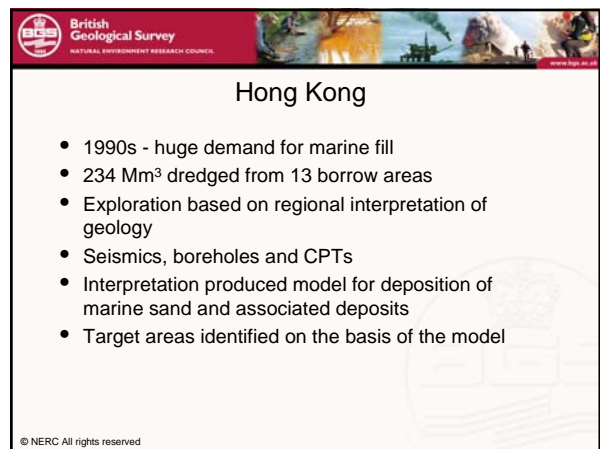 BGS
1835
British
Geological Survey
NATURAL ENVIRONMENT RESEARCH COUNCIL
www.bgs.ac.uk
Hong Kong
• 1990s - huge demand for marine fill
• 234 Mm³ dredged from 13 borrow areas
• Exploration based on regional interpretation of
geology
• Seismics, boreholes and CPTs
• Interpretation produced model for deposition of
marine sand and associated deposits
• Target areas identified on the basis of the model
© NERC All rights reserved